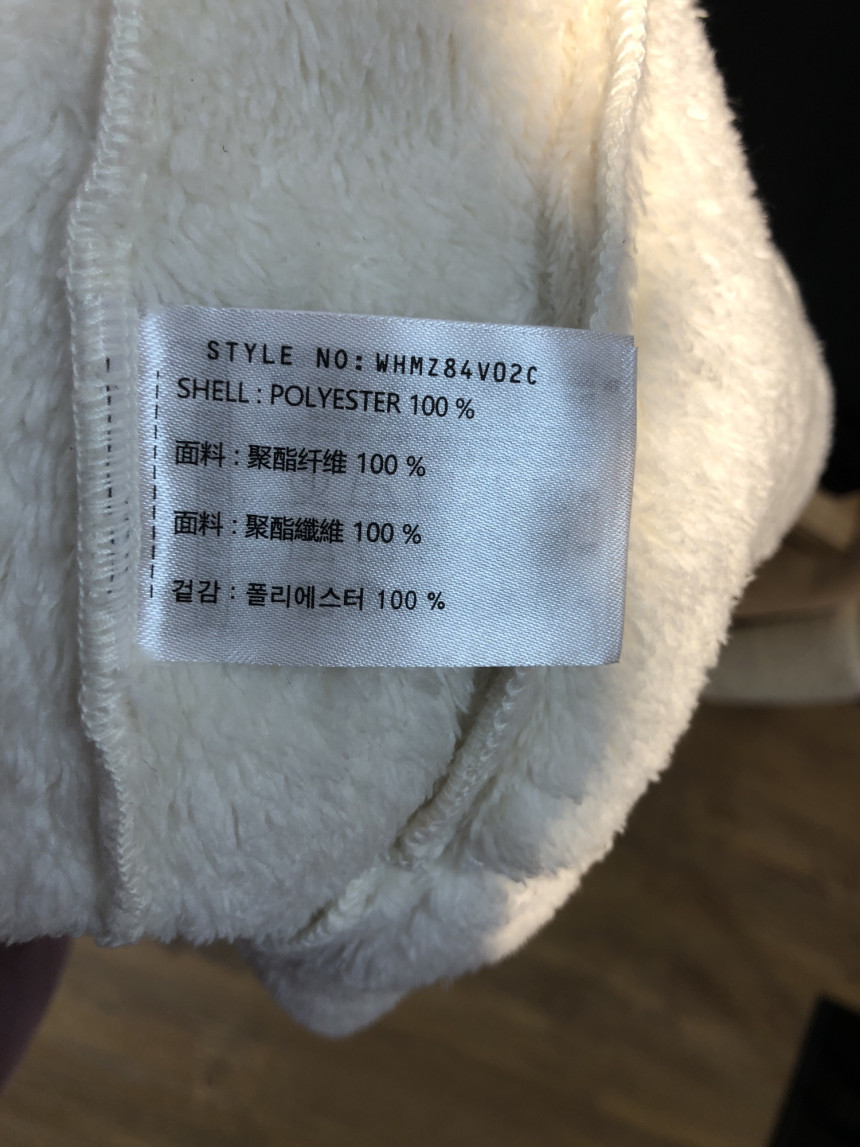 STYLE NO:WHMZ84V02C
SHELL : POLYESTER 100 %
面料 : 聚酯纤维 100 %
面料 : 聚酯纖維 100 %
겉감 : 폴리에스터 100 %